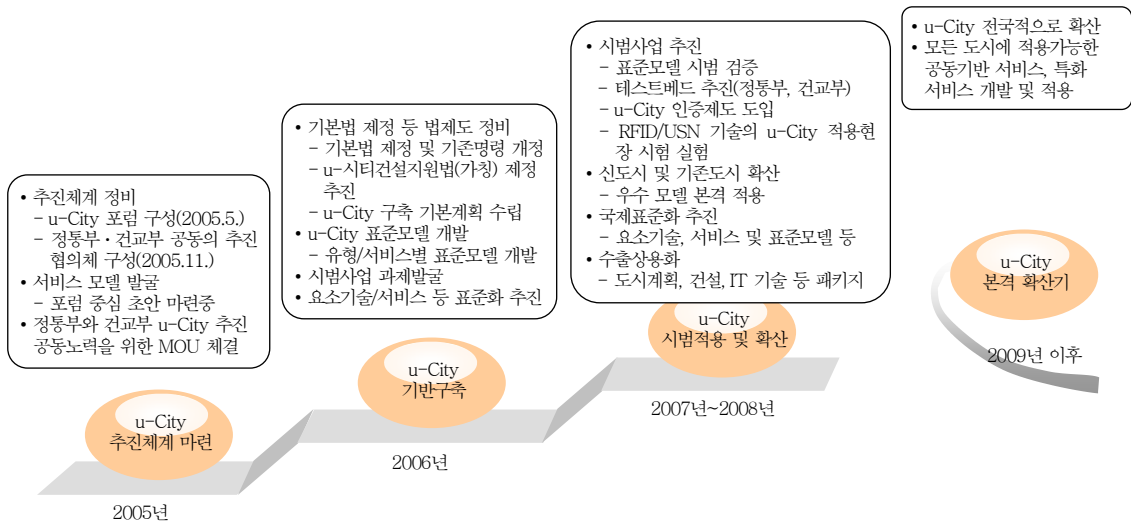 • 추진체계 정비
– u-City 포럼 구성(2005.5.)
– 정통부·건교부 공동의 추진
협의체 구성(2005.11.)
• 서비스 모델 발굴
– 포럼 중심 초안 마련중
• 정통부와 건교부 u-City 추진
공동노력을 위한 MOU 체결
u-City
추진체계 마련
2005년
• 기본법 제정 등 법제도 정비
– 기본법 제정 및 기존명령 개정
– u-시티건설지원법(가칭) 제정
추진
– u-City 구축 기본계획 수립
• u-City 표준모델 개발
– 유형/서비스별 표준모델 개발
• 시범사업 과제발굴
• 요소기술/서비스 등 표준화 추진
u-City
기반구축
2006년
• 시범사업 추진
– 표준모델 시범 검증
– 테스트베드 추진(정통부, 건교부)
– u-City 인증제도 도입
– RFID/USN 기술의 u-City 적용현
장 시험 실험
• 신도시 및 기존도시 확산
– 우수 모델 본격 적용
• 국제표준화 추진
– 요소기술, 서비스 및 표준모델 등
• 수출상용화
– 도시계획, 건설, IT 기술 등 패키지
u-City
시범적용 및 확산
2007년~2008년
• u-City 전국적으로 확산
• 모든 도시에 적용가능한
공동기반 서비스, 특화
서비스 개발 및 적용
u-City
본격 확산기
2009년 이후